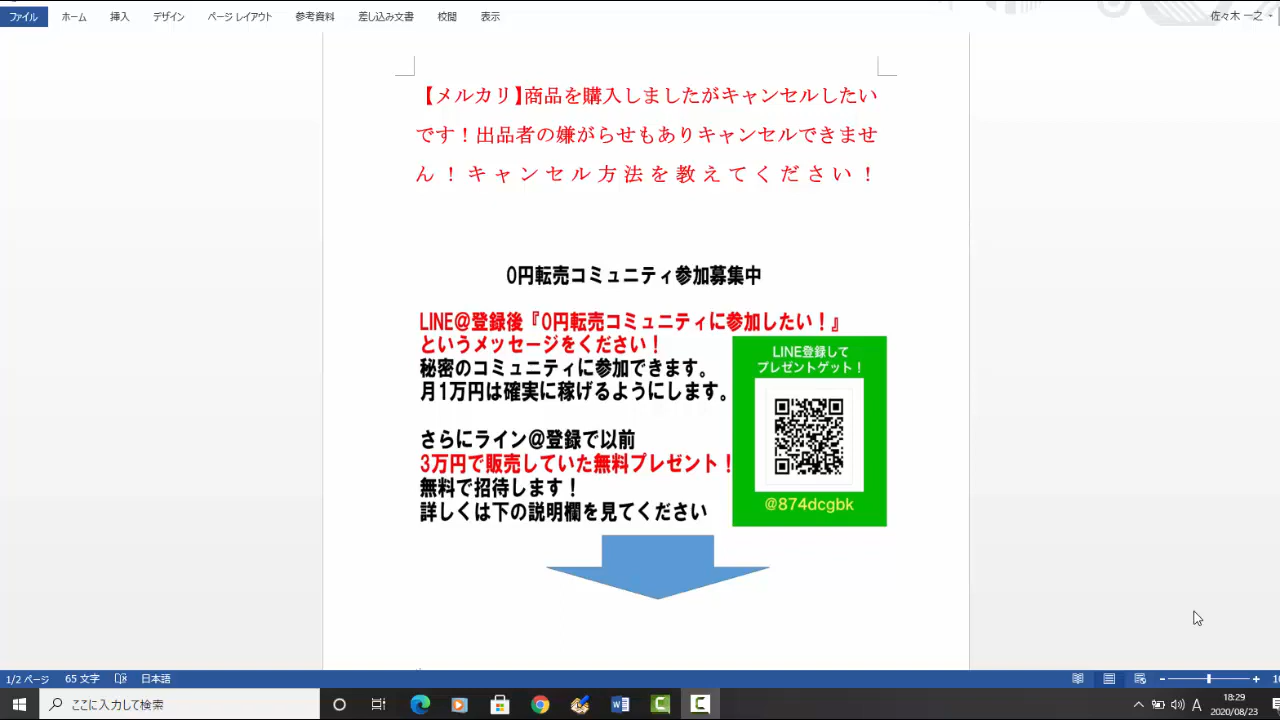 ファイル ホーム 挿入 デザイン ページ レイアウト 参考資料 差し込み文書 校閲 表示 佐々木 一之
【メルカリ】商品を購入しましたがキャンセルしたい
です！出品者の嫌がらせもありキャンセルできませ
ん！キャンセル方法を教えてください！
0円転売コミュニティ参加募集中
LINE@登録後『0円転売コミュニティに参加したい！』
というメッセージをください！
秘密のコミュニティに参加できます。
月1万円は確実に稼げるようにします。
さらにライン@登録で以前
3万円で販売していた無料プレゼント！
無料で招待します！
詳しくは下の説明欄を見てください
LINE登録して
プレゼントゲット！
@874dcgbk
1/2 ページ 65 文字 日本語
ここに入力して検索
A 18:29
2020/08/23